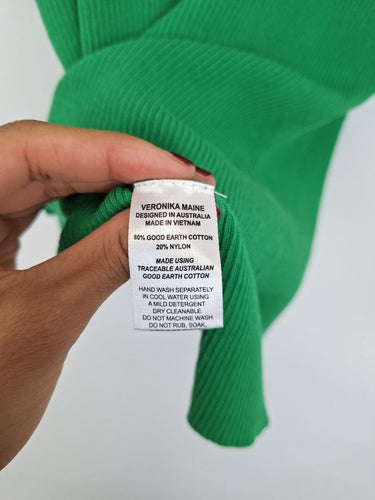 VERONIKA MAINE
DESIGNED IN AUSTRALIA
MADE IN VIETNAM
80% GOOD EARTH COTTON
20% NYLON
MADE USING
TRACEABLE AUSTRALIAN
GOOD EARTH COTTON
HAND WASH SEPARATELY
IN COOL WATER USING
A MILD DETERGENT
DRY CLEANABLE
DO NOT MACHINE WASH
DO NOT RUB, SOAK,